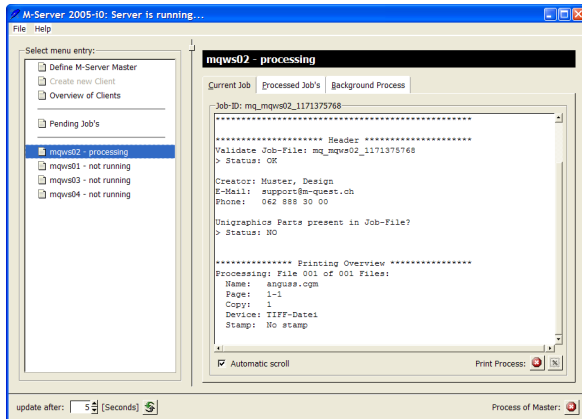 M-Server 2005-i0: Server is running...
File Help
Select menu entry:
Define M-Server Master
Create new Client
Overview of Clients
Pending Job's
mqws02 - processing
mqws01 - not running
mqws03 - not running
mqws04 - not running
mqws02 - processing
Current Job Processed Job's Background Process
Job-ID: mq_mqws02_1171375768
**************************************************
******************** Header ********************
Validate Job-File: mq_mqws02_1171375768
> Status: OK
Creator: Muster, Design
E-Mail: support@m-quest.ch
Phone: 062 888 30 00
Unigraphics Parts present in Job-File?
> Status: NO
*************** Printing Overview ***************
Processing: File 001 of 001 Files:
Name: anguss.cgm
Page: 1-1
Copy: 1
Device: TIFF-Datei
Stamp: No stamp
Automatic scroll
Print Process:
update after: 5 [Seconds]
Process of Master: